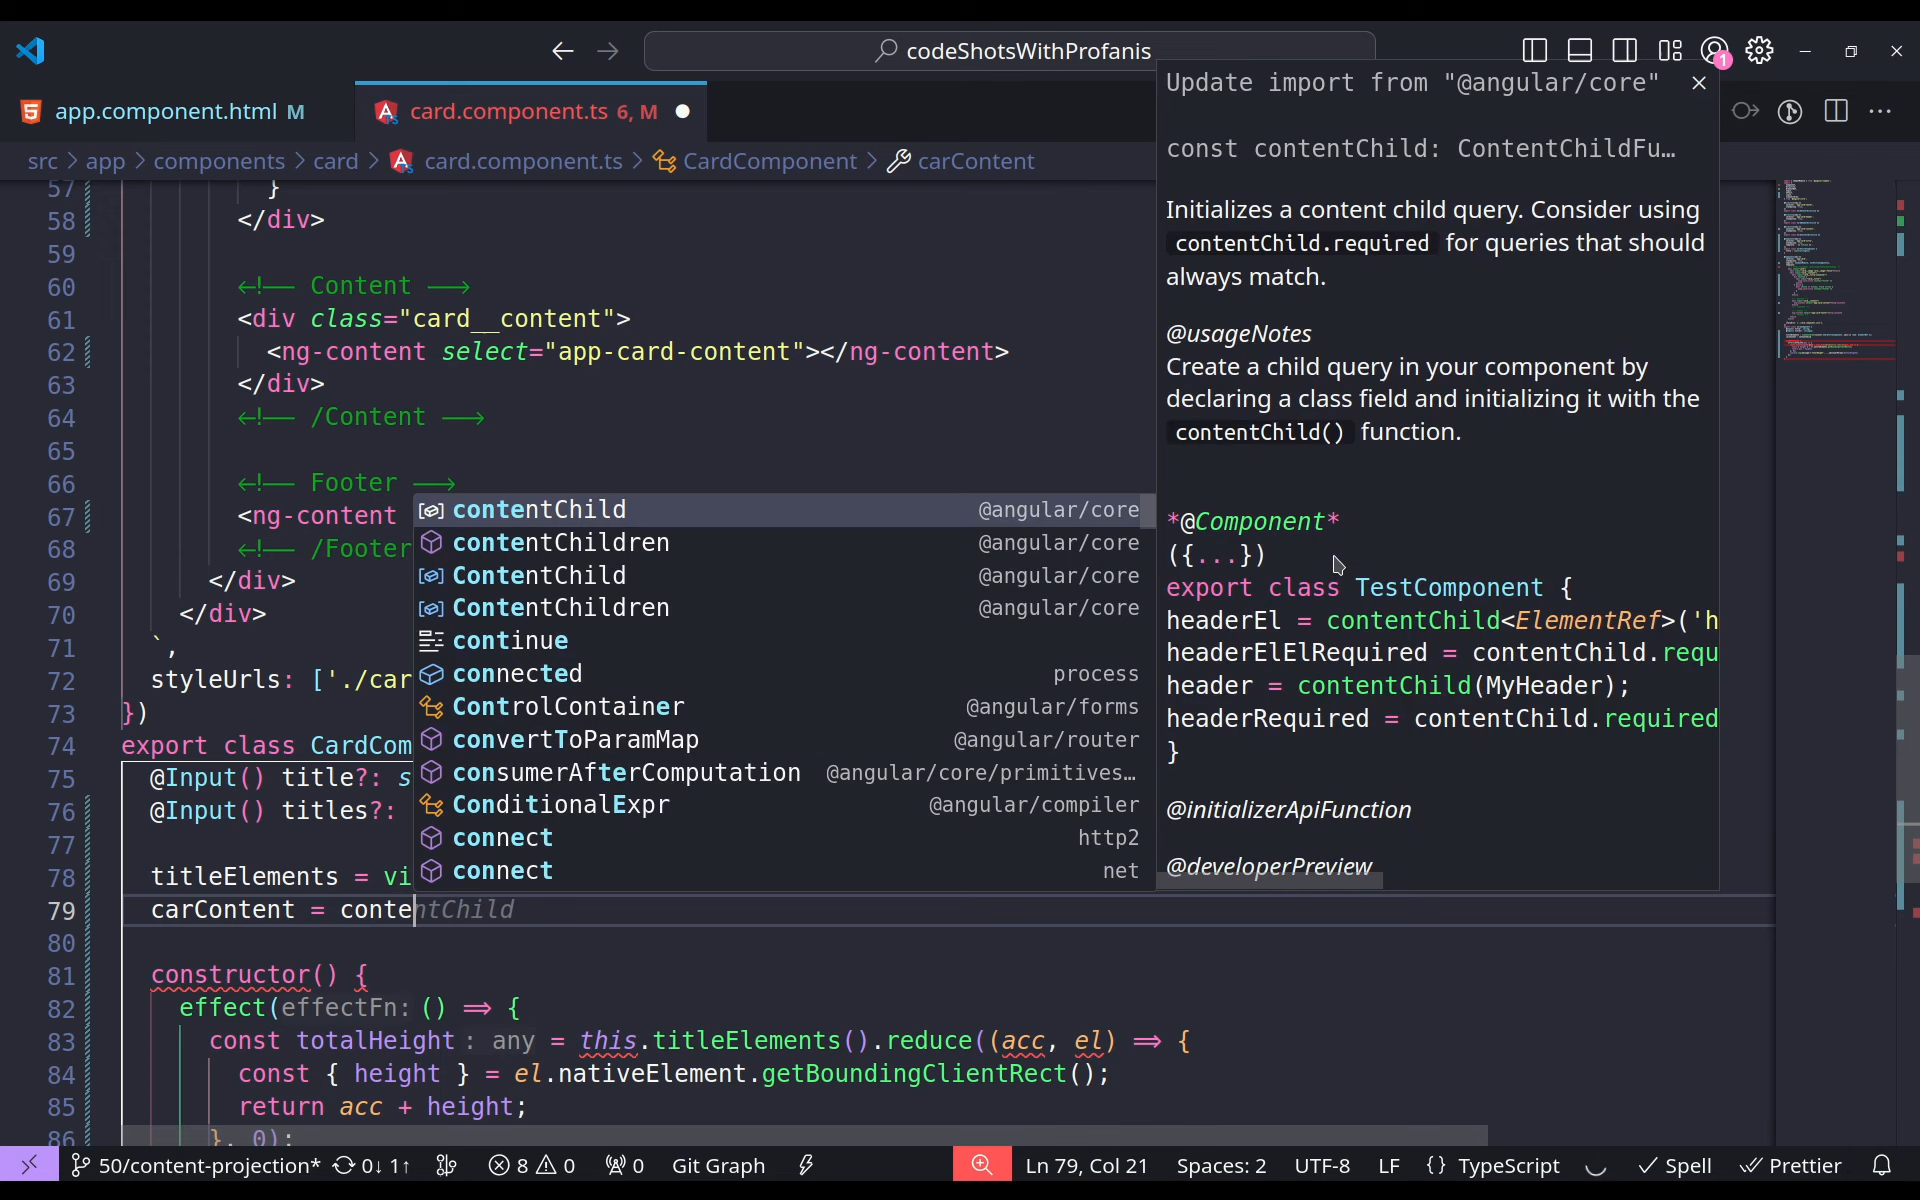 codeShotsWithProfanis
1
app.component.html M
card.component.ts 6, M
src > app > components > card > card.component.ts > CardComponent > carContent
57 }
58 </div>
59
60 <!-- Content -->
61 <div class="card__content">
62 <ng-content select="app-card-content"></ng-content>
63 </div>
64 <!-- /Content -->
65
66 <!-- Footer -->
67 <ng-content
68 <!-- /Footer
69 </div>
70 </div>
71 `,
72 styleUrls: ['./car
73 })
74 export class CardCom
75 @Input() title?: s
76 @Input() titles?:
77
78 titleElements = vi
79 carContent = contentChild
80
81 constructor() {
82 effect(effectFn: () => {
83 const totalHeight: any = this.titleElements().reduce((acc, el) => {
84 const { height } = el.nativeElement.getBoundingClientRect();
85 return acc + height;
86 }, 0);
contentChild @angular/core
contentChildren @angular/core
ContentChild @angular/core
ContentChildren @angular/core
continue
connected process
ControlContainer @angular/forms
convertToParamMap @angular/router
consumerAfterComputation @angular/core/primitives…
ConditionalExpr @angular/compiler
connect http2
connect net
Update import from "@angular/core"
const contentChild: ContentChildFu…
Initializes a content child query. Consider using
contentChild.required for queries that should
always match.
@usageNotes
Create a child query in your component by
declaring a class field and initializing it with the
contentChild() function.
*@Component*
({...})
export class TestComponent {
headerEl = contentChild<ElementRef>('h
headerElElRequired = contentChild.requ
header = contentChild(MyHeader);
headerRequired = contentChild.required
}
@initializerApiFunction
@developerPreview
50/content-projection* 0↓ 1↑ 8 0 0 Git Graph Ln 79, Col 21 Spaces: 2 UTF-8 LF {} TypeScript Spell Prettier